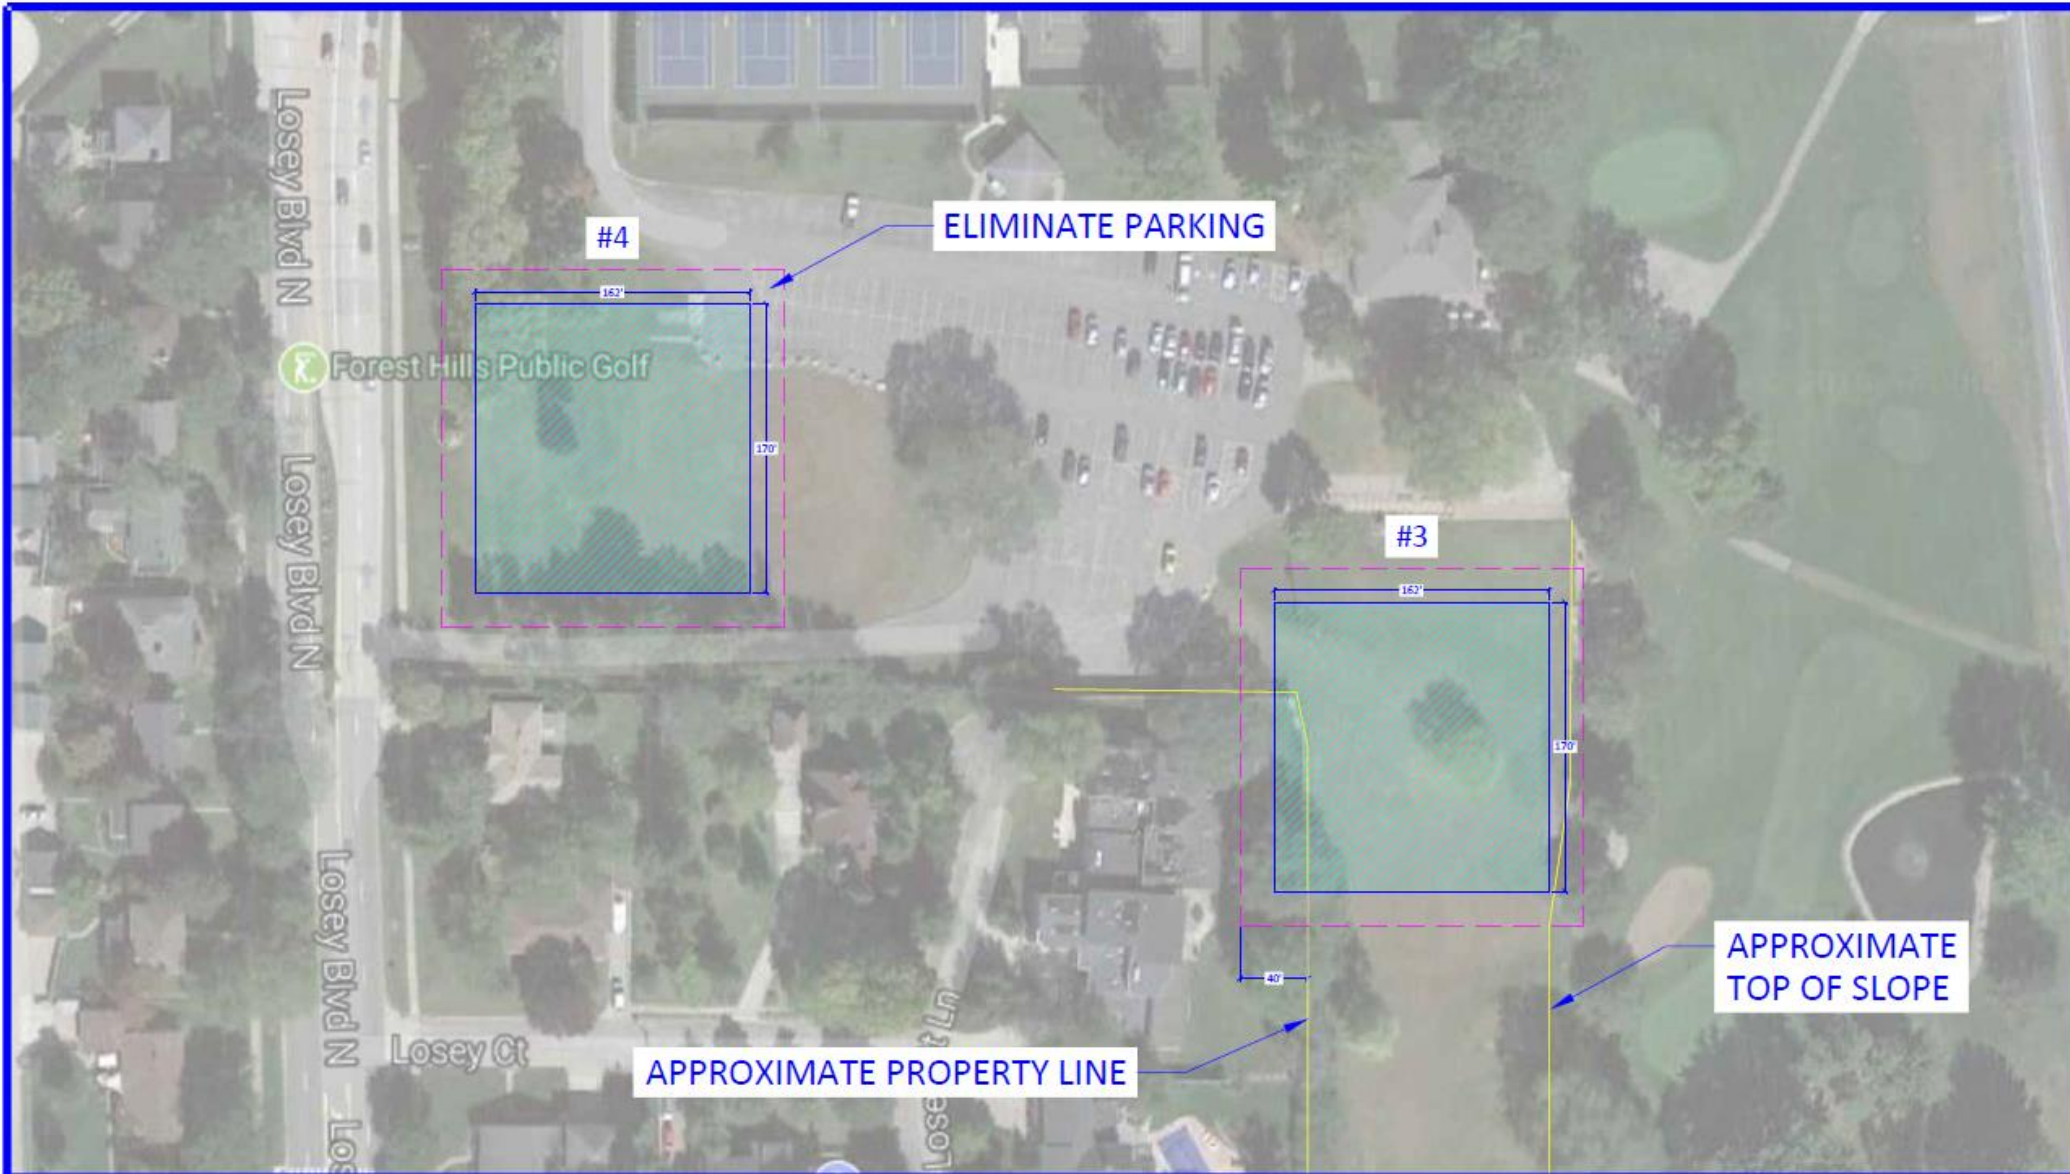 Losey Blvd N
#4
ELIMINATE PARKING
162'
170'
Forest Hills Public Golf
Losey Blvd N
#3
162'
170'
Losey Blvd N
40'
APPROXIMATE
TOP OF SLOPE
Losey Ct
APPROXIMATE PROPERTY LINE